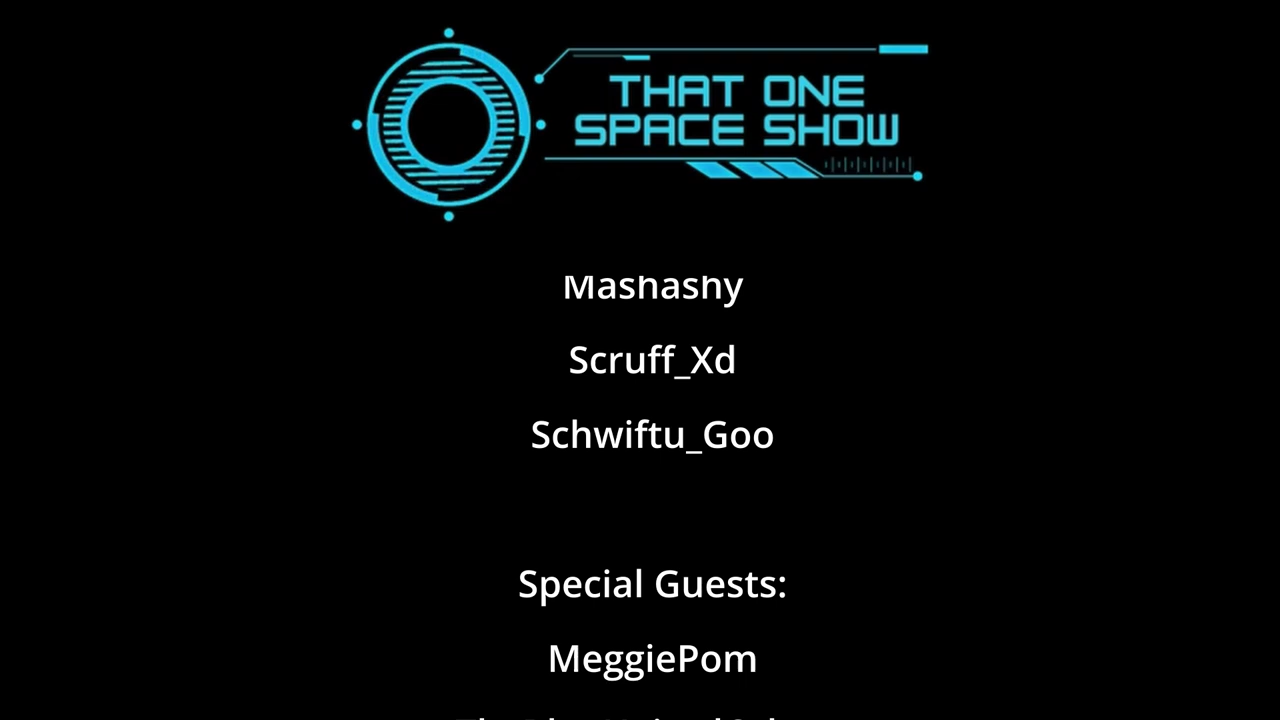 THAT ONE
SPACE SHOW
Mashashy
Scruff_Xd
Schwiftu_Goo
Special Guests:
MeggiePom